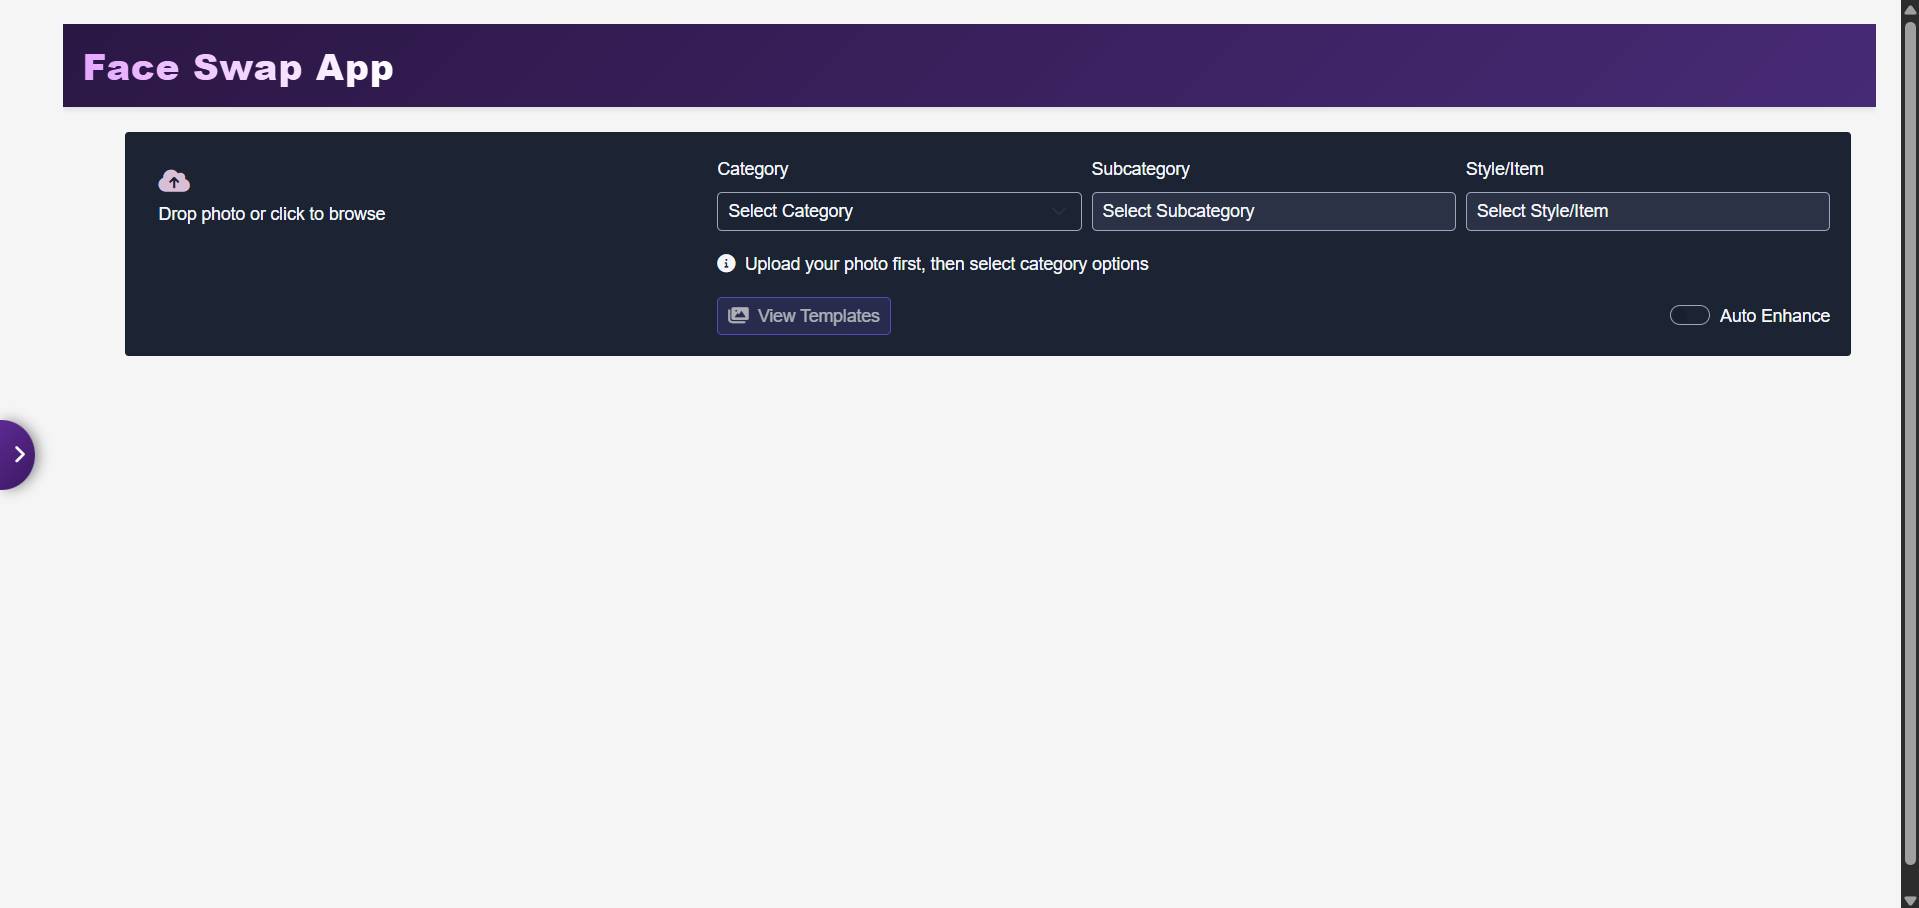 Face Swap App
Drop photo or click to browse
Category
Select Category
Subcategory
Select Subcategory
Style/Item
Select Style/Item
Upload your photo first, then select category options
View Templates
Auto Enhance